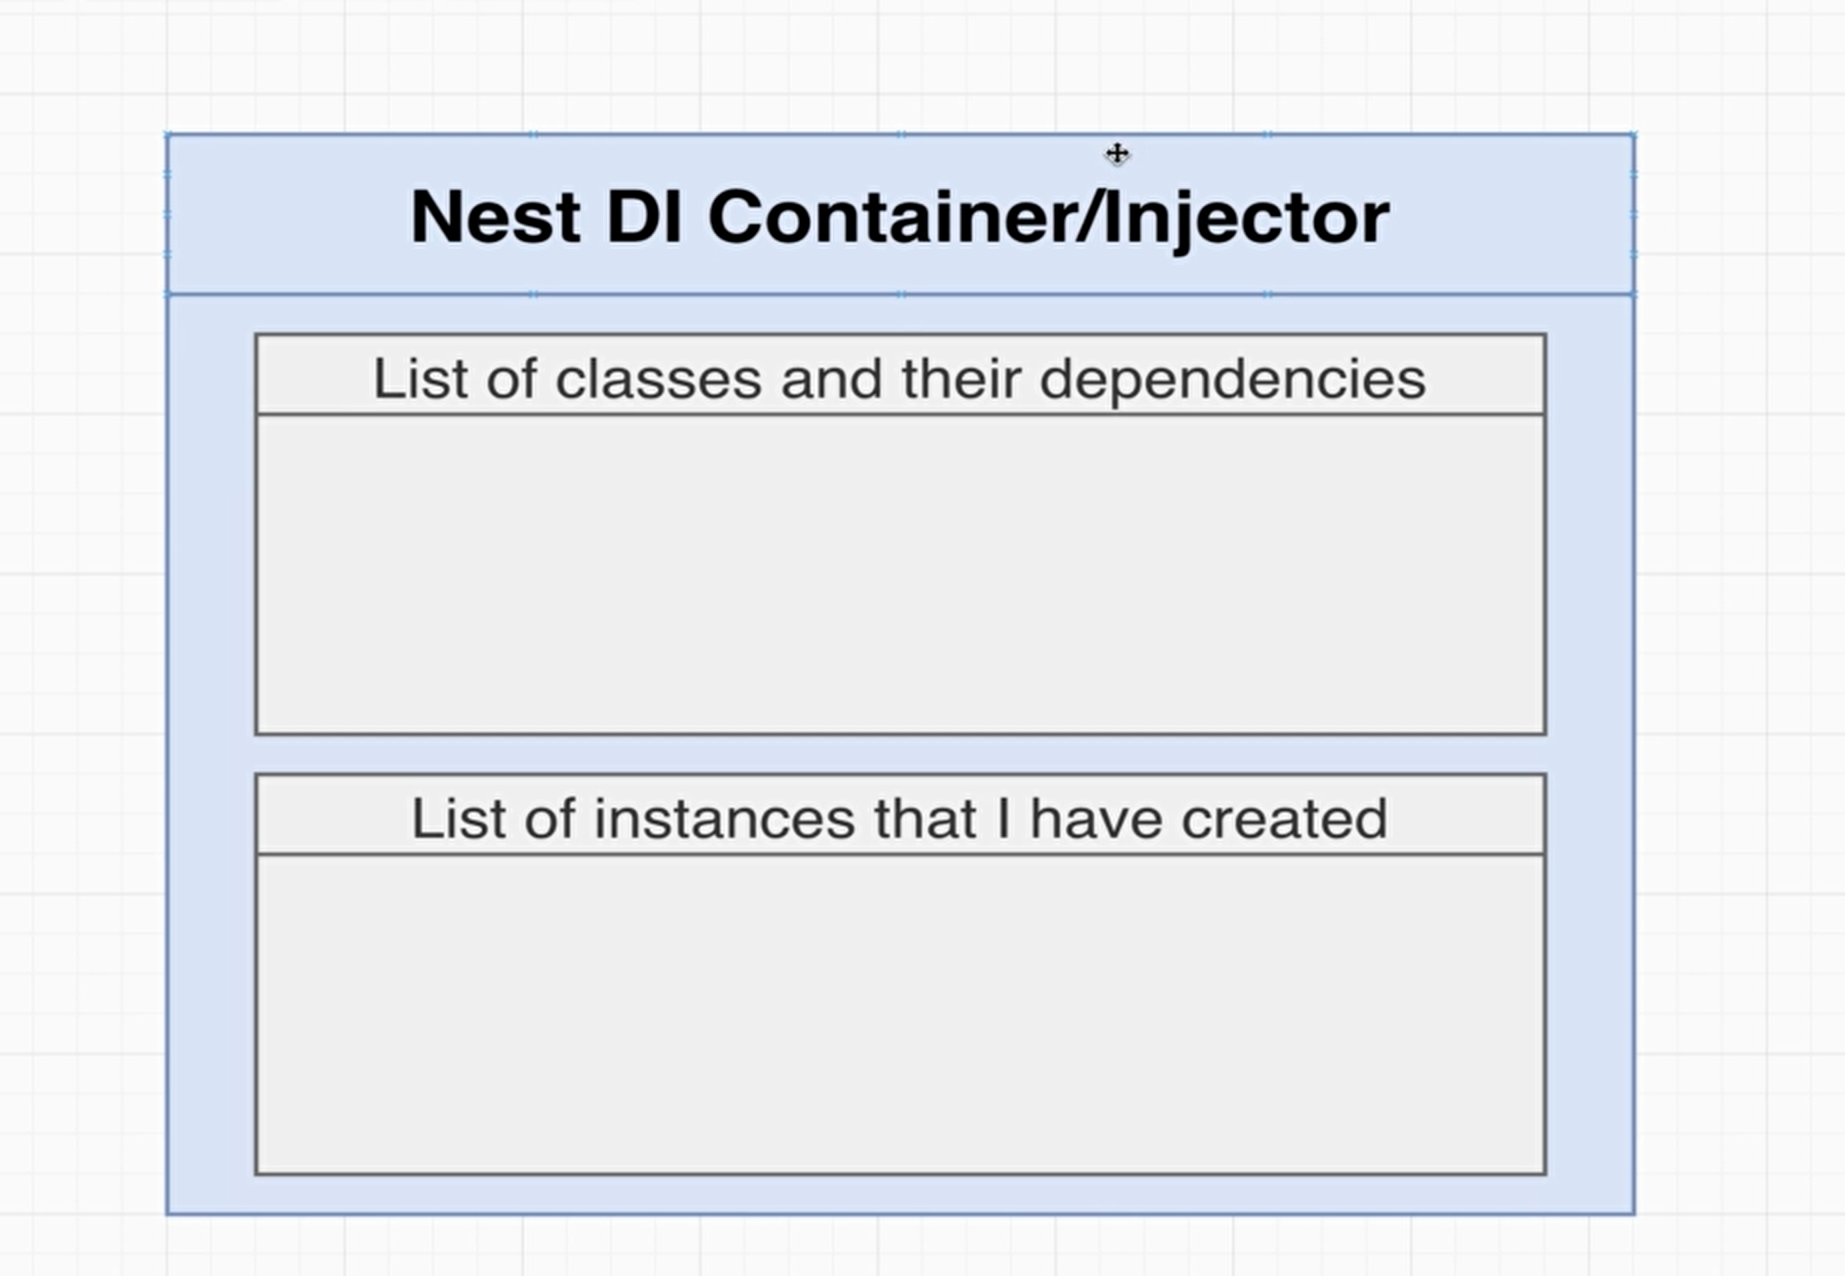 Nest DI Container/Injector
List of classes and their dependencies
List of instances that I have created